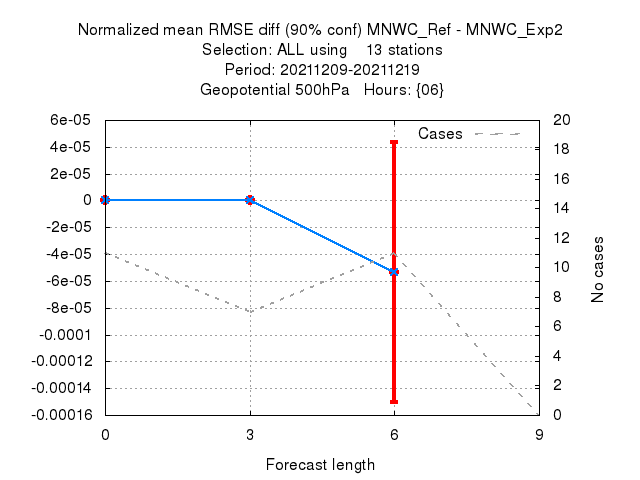 Normalized mean RMSE diff (90% conf) MNWC_Ref - MNWC_Exp2
Selection: ALL using    13 stations
Period: 20211209-20211219
Geopotential 500hPa   Hours: {06}
Cases
6e-05
4e-05
2e-05
0
-2e-05
-4e-05
-6e-05
-8e-05
-0.0001
-0.00012
-0.00014
-0.00016
20
18
16
14
12
10
8
6
4
2
0
No cases
0 3 6 9
Forecast length